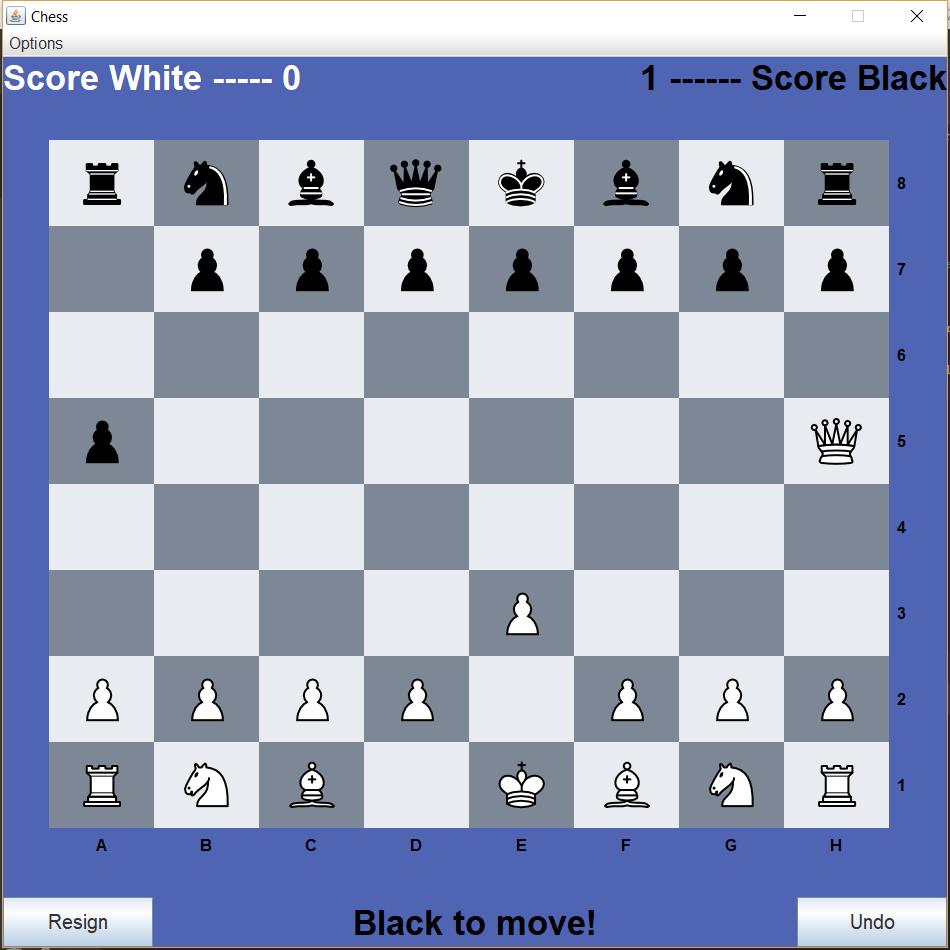 Chess
Options
Score White ----- 0
1 ------ Score Black
8
7
6
5
4
3
2
1
A B C D E F G H
Resign
Black to move!
Undo